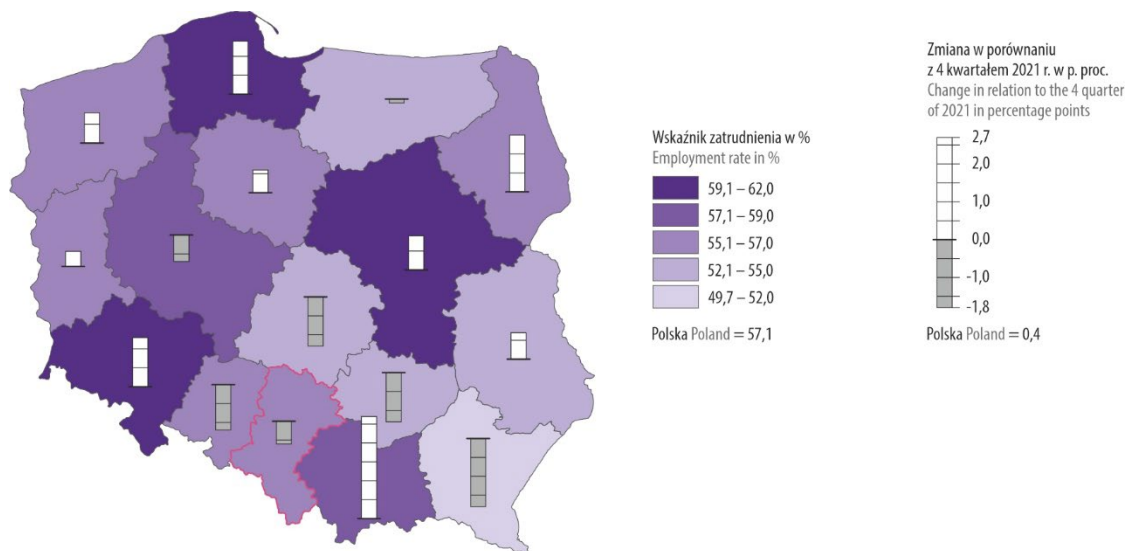 Wskaźnik zatrudnienia w %
Employment rate in %
59,1 – 62,0
57,1 – 59,0
55,1 – 57,0
52,1 – 55,0
49,7 – 52,0
Polska Poland = 57,1
Zmiana w porównaniu
z 4 kwartałem 2021 r. w p. proc.
Change in relation to the 4 quarter
of 2021 in percentage points
2,7
2,0
1,0
0,0
-1,0
-1,8
Polska Poland = 0,4